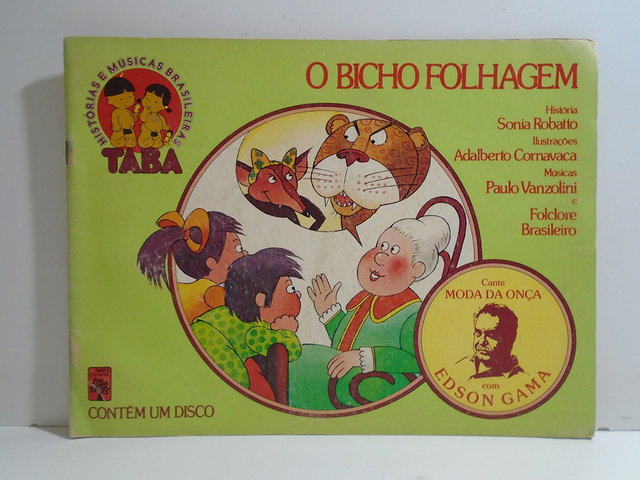 HISTÓRIAS E MÚSICAS BRASILEIRAS
TABA
O BICHO FOLHAGEM
História
Sonia Robatto
Ilustrações
Adalberto Cornavaca
Músicas
Paulo Vanzolini
e
Folclore
Brasileiro
Cante
MODA DA ONÇA
com
EDSON GAMA
CONTÉM UM DISCO